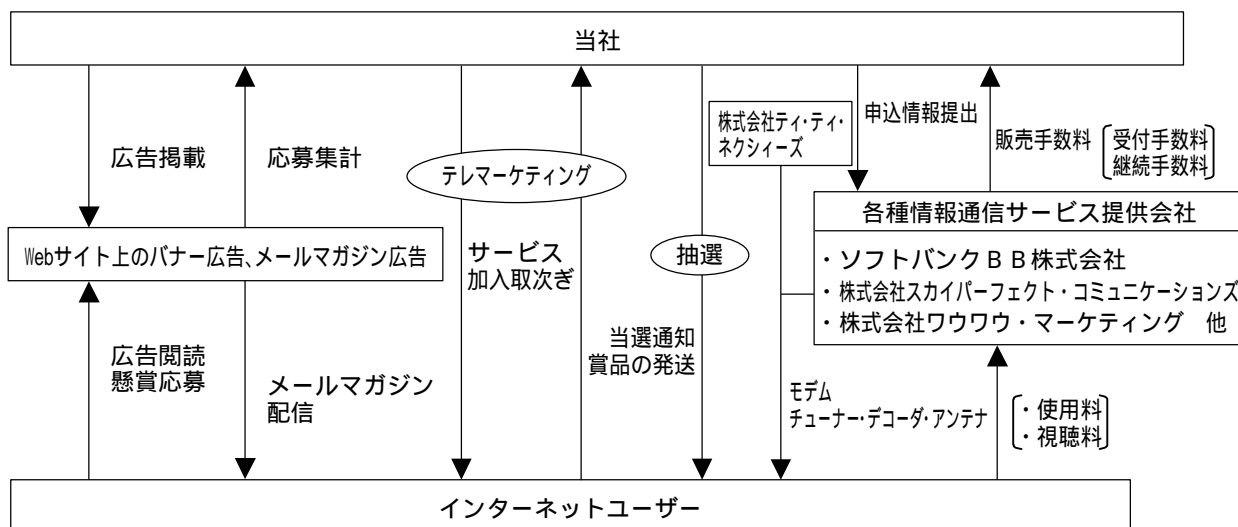 当社
広告掲載
応募集計
テレマーケティング
株式会社ティ・ティ・
ネクシィーズ
申込情報提出
販売手数料
受付手数料
継続手数料
Webサイト上のバナー広告、メールマガジン広告
サービス
加入取次ぎ
抽選
各種情報通信サービス提供会社
・ソフトバンクＢＢ株式会社
・株式会社スカイパーフェクト・コミュニケーションズ
・株式会社ワウワウ・マーケティング　他
広告閲読
懸賞応募
メールマガジン
配信
当選通知
賞品の発送
モデム
チューナー・デコーダ・アンテナ
・使用料
・視聴料
インターネットユーザー